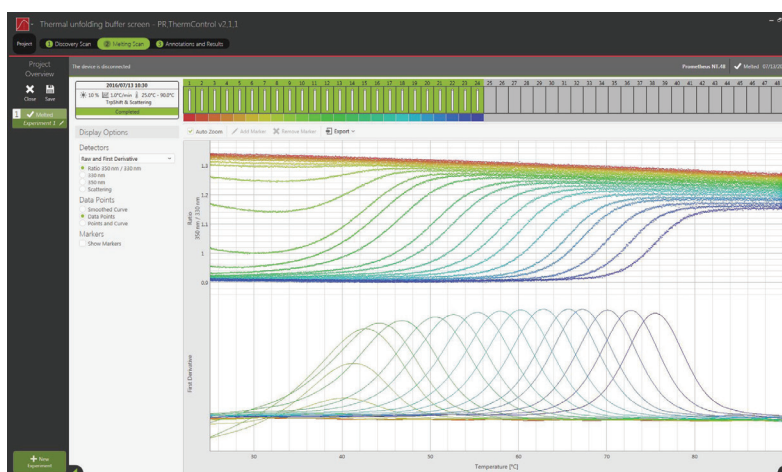 Thermal unfolding buffer screen - PR.ThermControl v2.1.1
Project 1 Discovery Scan 2 Melting Scan 3 Annotations and Results
Project Overview
The device is disconnected
Prometheus NT.48 Melted 07/13/20
Close Save
2016/07/13 10:30
10 % 1.0°C/min 25.0°C - 90.0°C
TrpShift & Scattering
Completed
1 2 3 4 5 6 7 8 9 10 11 12 13 14 15 16 17 18 19 20 21 22 23 24 25 26 27 28 29 30 31 32 33 34 35 36 37 38 39 40 41 42 43 44 45 46 47 48
1 Melted
Experiment 1
Display Options
Auto Zoom Add Marker Remove Marker Export
Detectors
Raw and First Derivative
Ratio 350 nm / 330 nm
330 nm
350 nm
Scattering
Data Points
Smoothed Curve
Data Points
Points and Curve
Markers
Show Markers
Ratio
350 nm / 330 nm
1.3
1.2
1.1
1
0.9
First Derivative
30 40 50 60 70 80
Temperature [°C]
New
Experiment